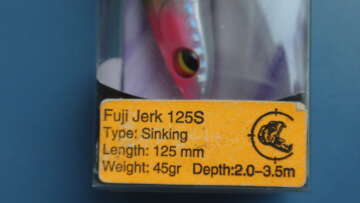 Fuji Jerk 125S
Type: Sinking
Length: 125 mm
Weight: 45gr Depth:2.0-3.5m